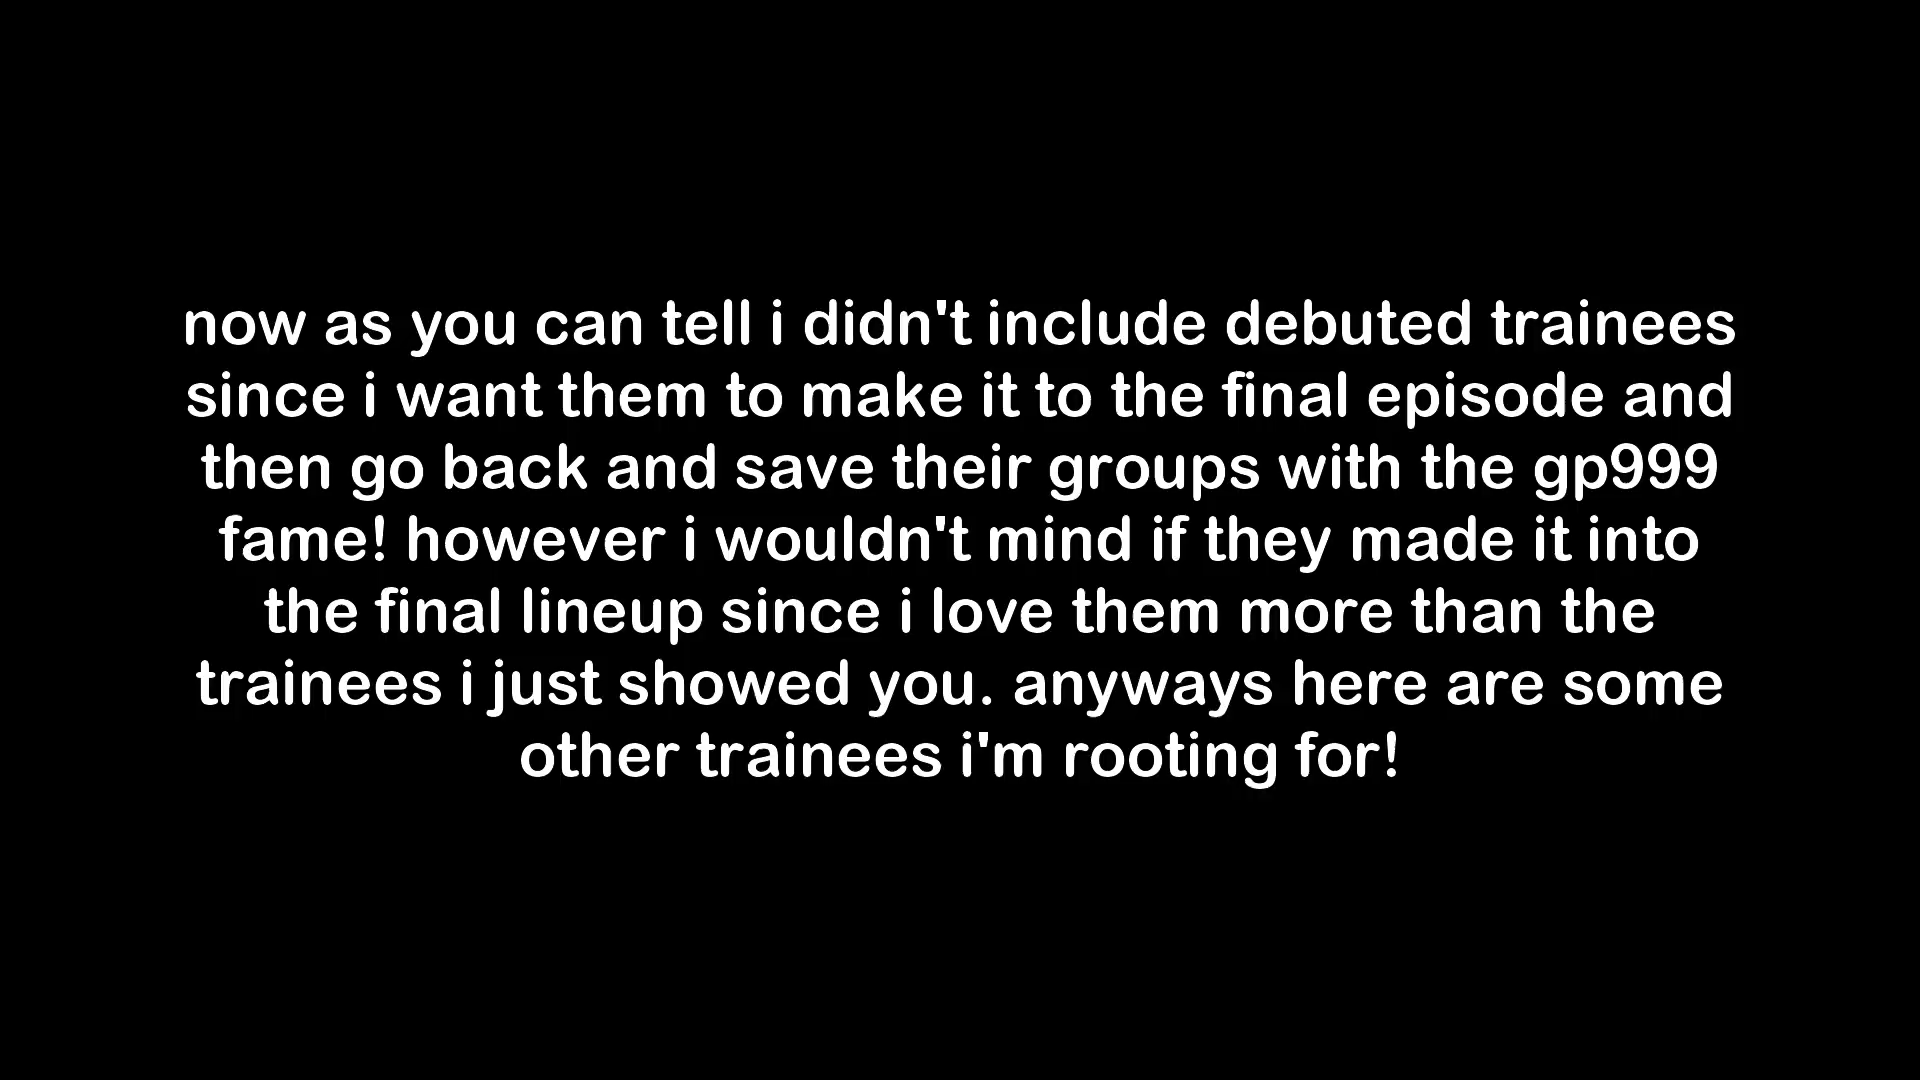 now as you can tell i didn't include debuted trainees
since i want them to make it to the final episode and
then go back and save their groups with the gp999
fame! however i wouldn't mind if they made it into
the final lineup since i love them more than the
trainees i just showed you. anyways here are some
other trainees i'm rooting for!